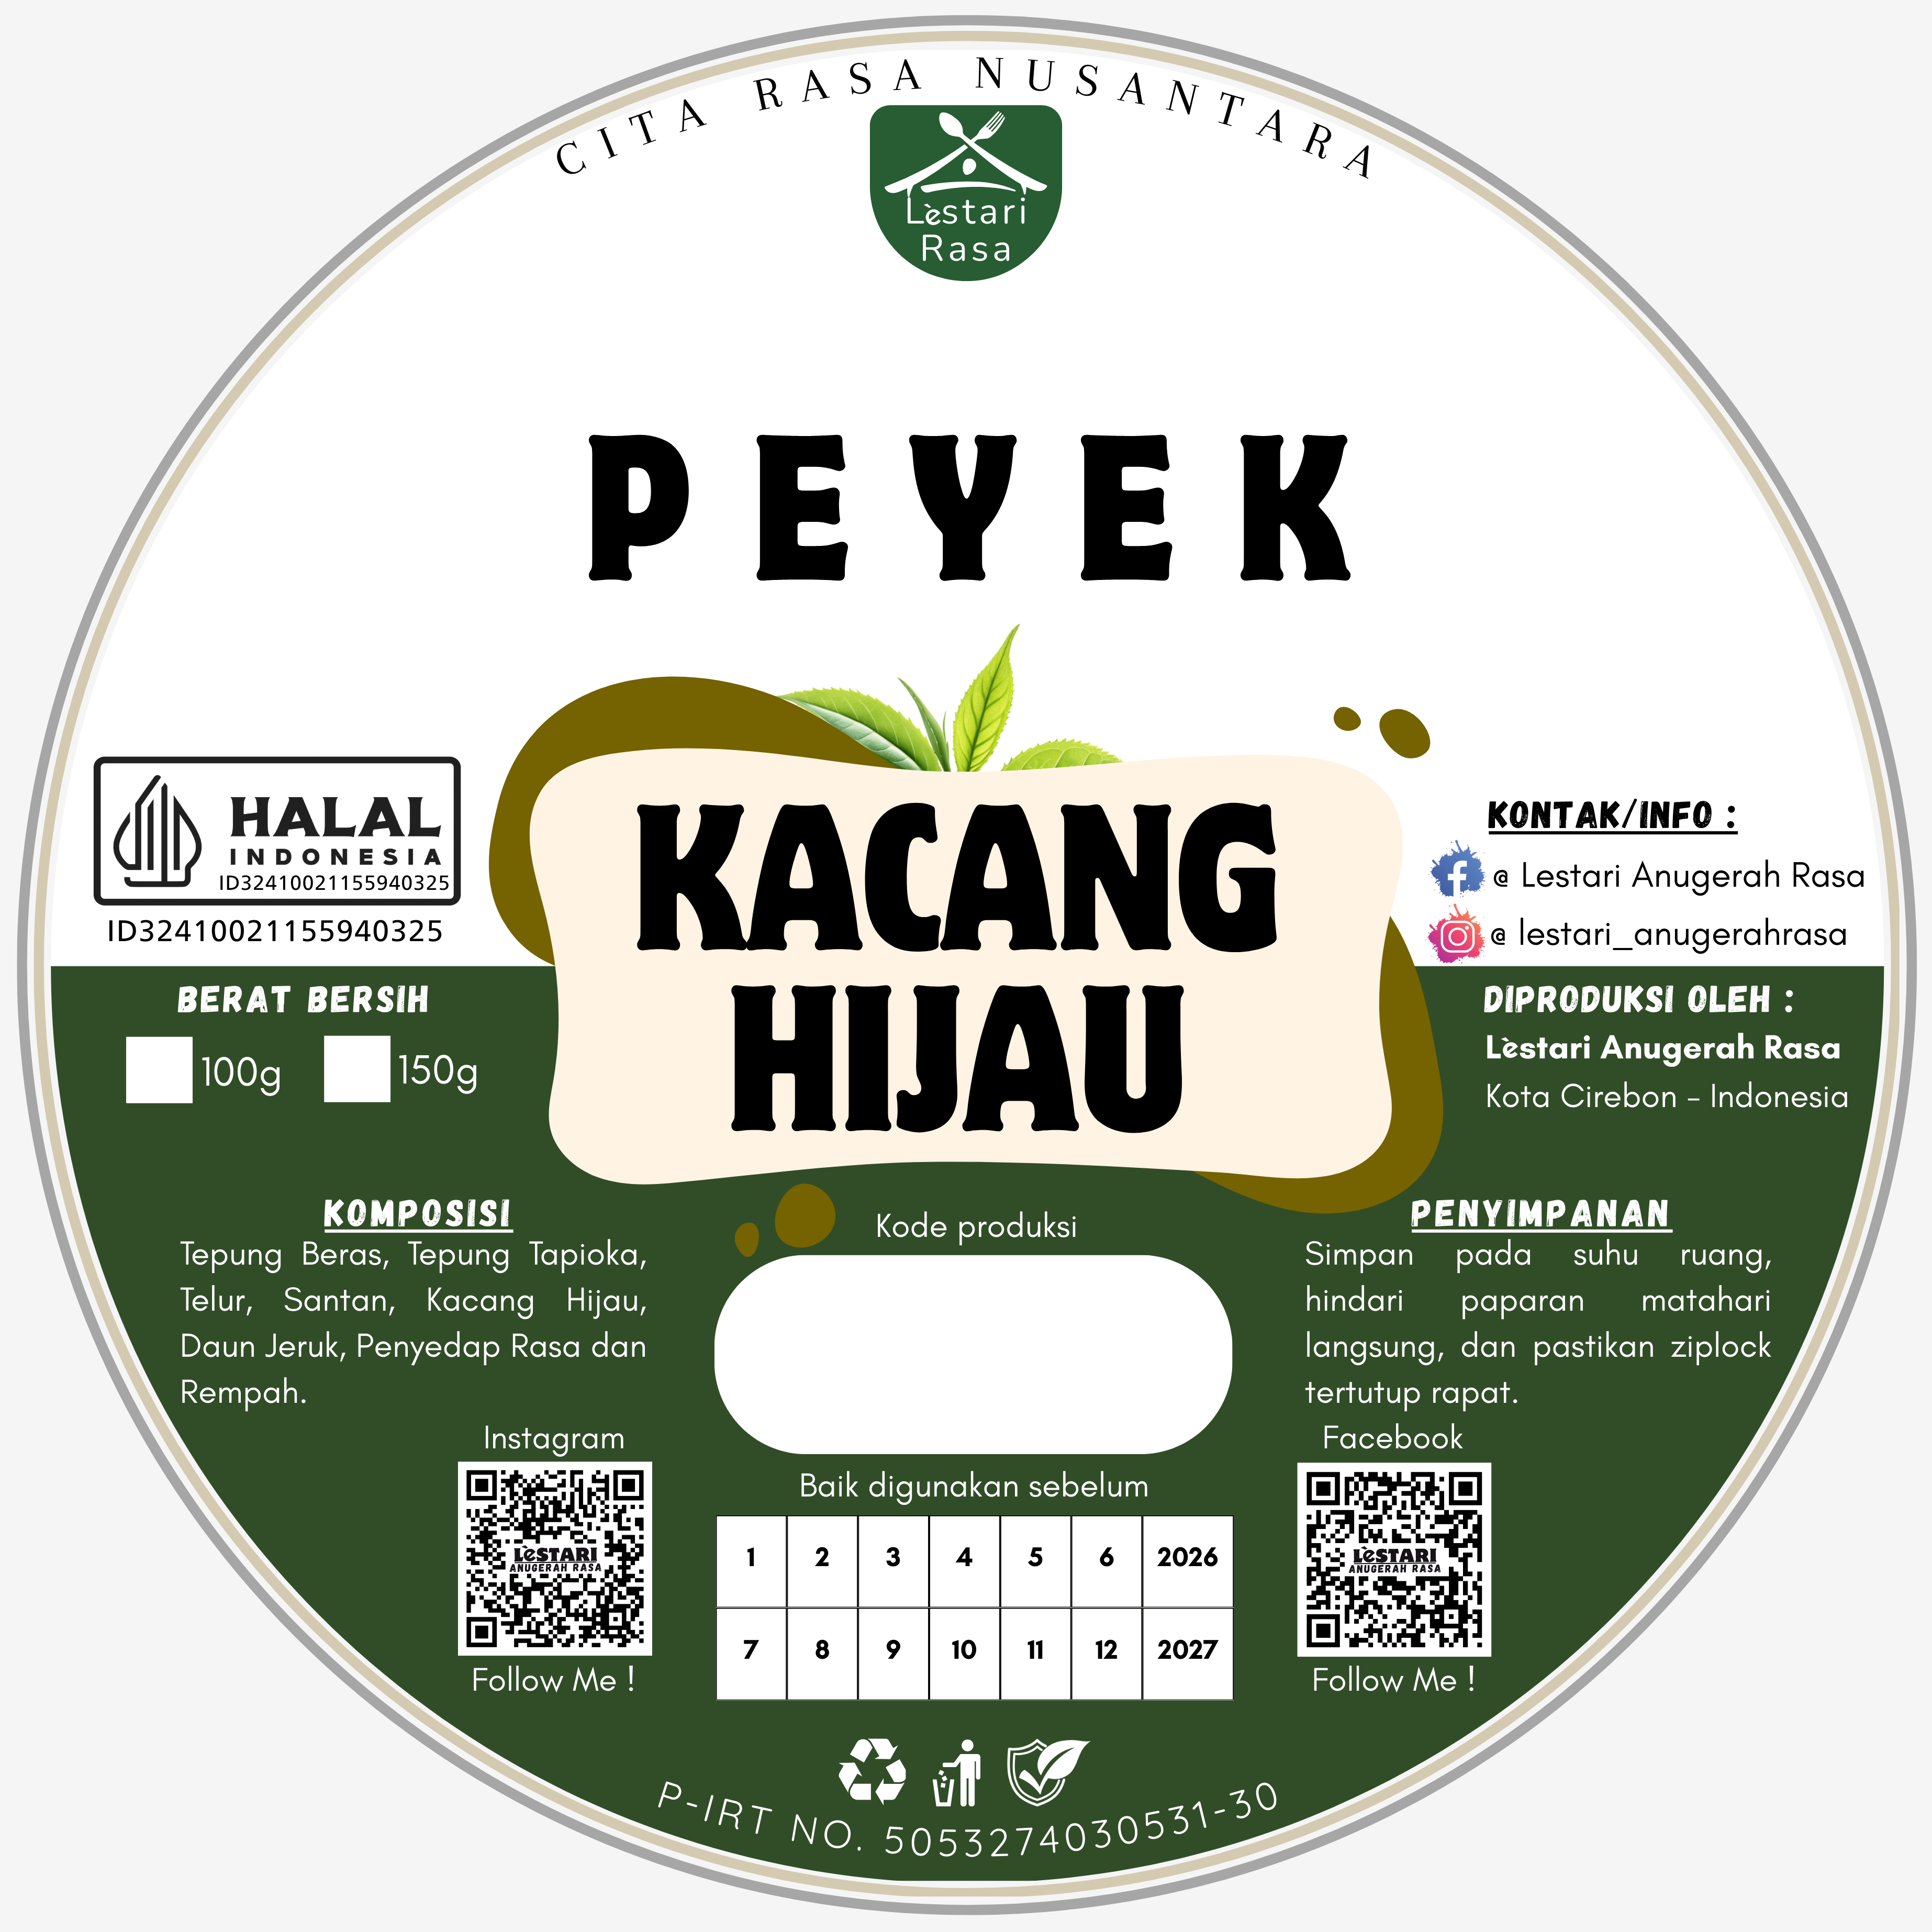 CITA RASA NUSANTARA
Lèstari
Rasa
PEYEK
KACANG
HIJAU
HALAL
INDONESIA
ID32410021155940325
ID32410021155940325
KONTAK/INFO :
@ Lestari Anugerah Rasa
@ lestari_anugerahrasa
BERAT BERSIH
100g 150g
DIPRODUKSI OLEH :
Lèstari Anugerah Rasa
Kota Cirebon - Indonesia
KOMPOSISI
Tepung Beras, Tepung Tapioka,
Telur, Santan, Kacang Hijau,
Daun Jeruk, Penyedap Rasa dan
Rempah.
Kode produksi
PENYIMPANAN
Simpan pada suhu ruang,
hindari paparan matahari
langsung, dan pastikan ziplock
tertutup rapat.
Instagram
LÈSTARI
ANUGERAH RASA
Follow Me !
Baik digunakan sebelum
1 2 3 4 5 6 2026
7 8 9 10 11 12 2027
Facebook
LÈSTARI
ANUGERAH RASA
Follow Me !
P-IRT NO. 5053274030531-30